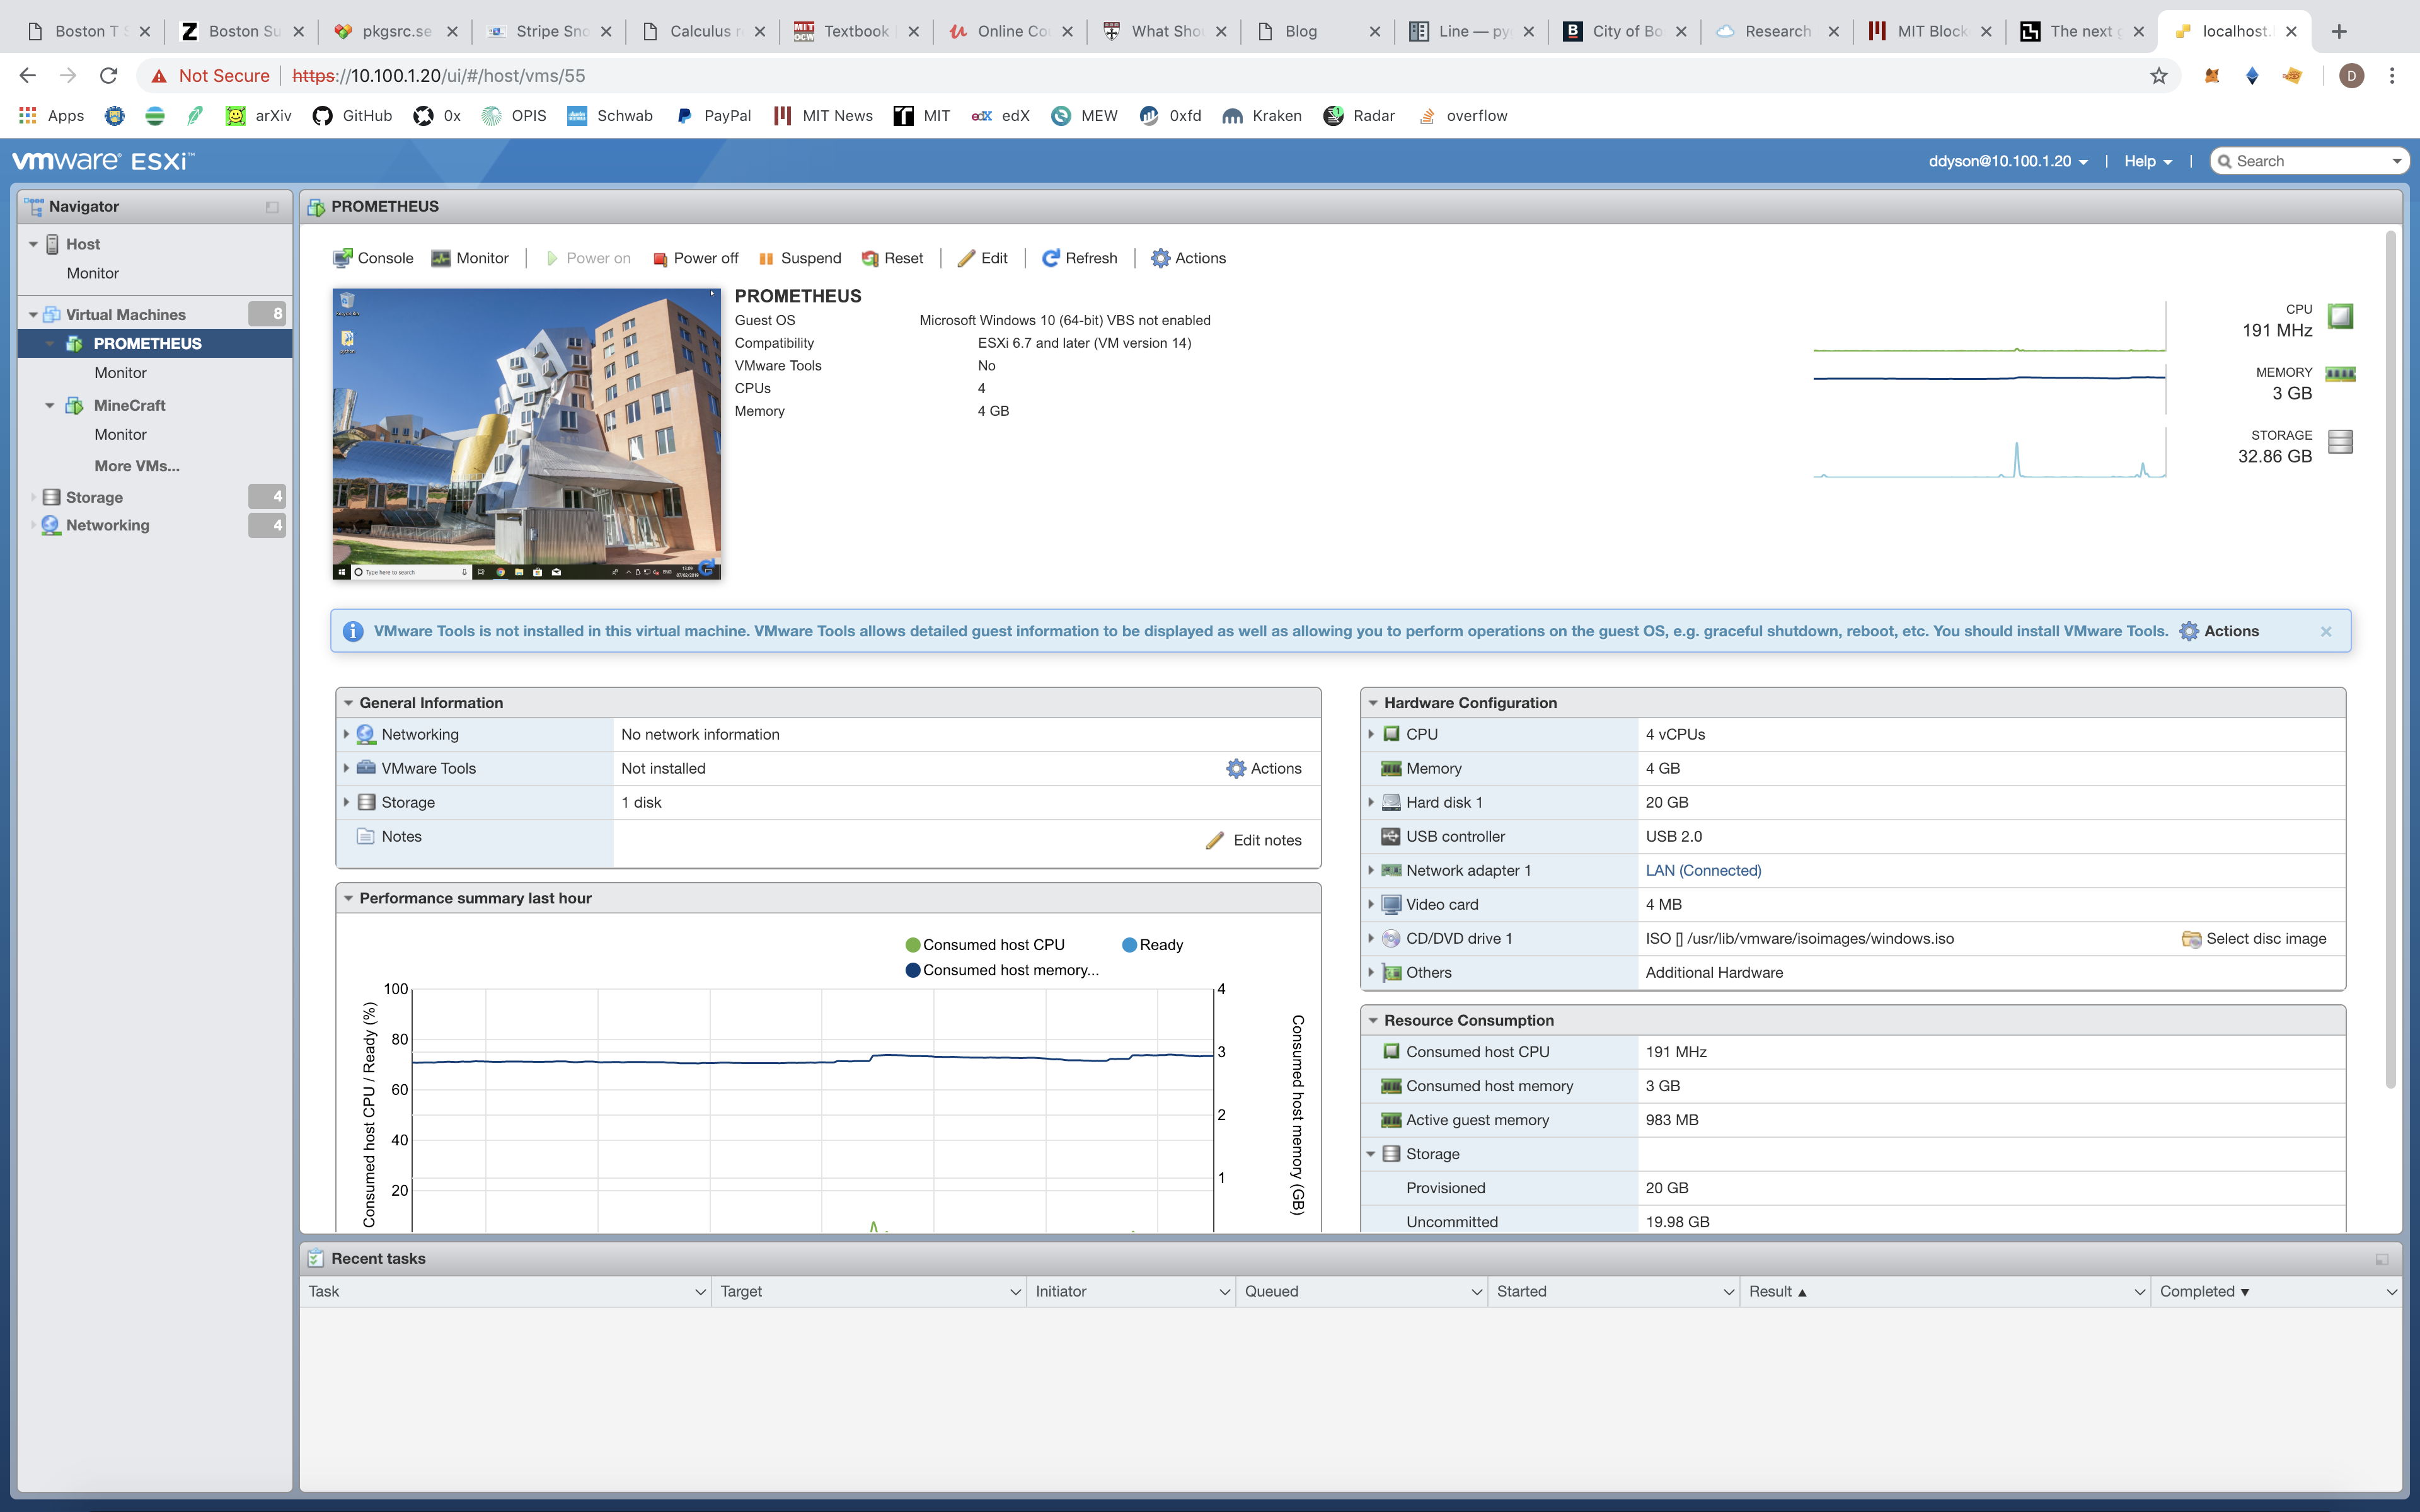 Boston T S
Boston Su
pkgsrc.se
Stripe Sno
Calculus r
Textbook
Online Co
What Sho
Blog
Line — py
City of Bo
Research
MIT Block
The next g
localhost.
Not Secure
https://10.100.1.20/ui/#/host/vms/55
D
Apps
arXiv
GitHub
0x
OPIS
Schwab
PayPal
MIT News
MIT
edX
MEW
0xfd
Kraken
Radar
overflow
vmware ESXi™
ddyson@10.100.1.20
Help
Search
Navigator
Host
Monitor
Virtual Machines 8
PROMETHEUS
Monitor
MineCraft
Monitor
More VMs...
Storage 4
Networking 4
PROMETHEUS
Console
Monitor
Power on
Power off
Suspend
Reset
Edit
Refresh
Actions
Type here to search
PROMETHEUS
Guest OS Microsoft Windows 10 (64-bit) VBS not enabled
Compatibility ESXi 6.7 and later (VM version 14)
VMware Tools No
CPUs 4
Memory 4 GB
CPU
191 MHz
MEMORY
3 GB
STORAGE
32.86 GB
VMware Tools is not installed in this virtual machine. VMware Tools allows detailed guest information to be displayed as well as allowing you to perform operations on the guest OS, e.g. graceful shutdown, reboot, etc. You should install VMware Tools. Actions
General Information
Networking No network information
VMware Tools Not installed Actions
Storage 1 disk
Notes Edit notes
Performance summary last hour
Consumed host CPU
Ready
Consumed host memory...
Consumed host CPU / Ready (%)
100
80
60
40
20
4
3
2
1
Consumed host memory (GB)
Hardware Configuration
CPU 4 vCPUs
Memory 4 GB
Hard disk 1 20 GB
USB controller USB 2.0
Network adapter 1 LAN (Connected)
Video card 4 MB
CD/DVD drive 1 ISO [] /usr/lib/vmware/isoimages/windows.iso Select disc image
Others Additional Hardware
Resource Consumption
Consumed host CPU 191 MHz
Consumed host memory 3 GB
Active guest memory 983 MB
Storage
Provisioned 20 GB
Uncommitted 19.98 GB
Recent tasks
Task
Target
Initiator
Queued
Started
Result ▲
Completed ▼